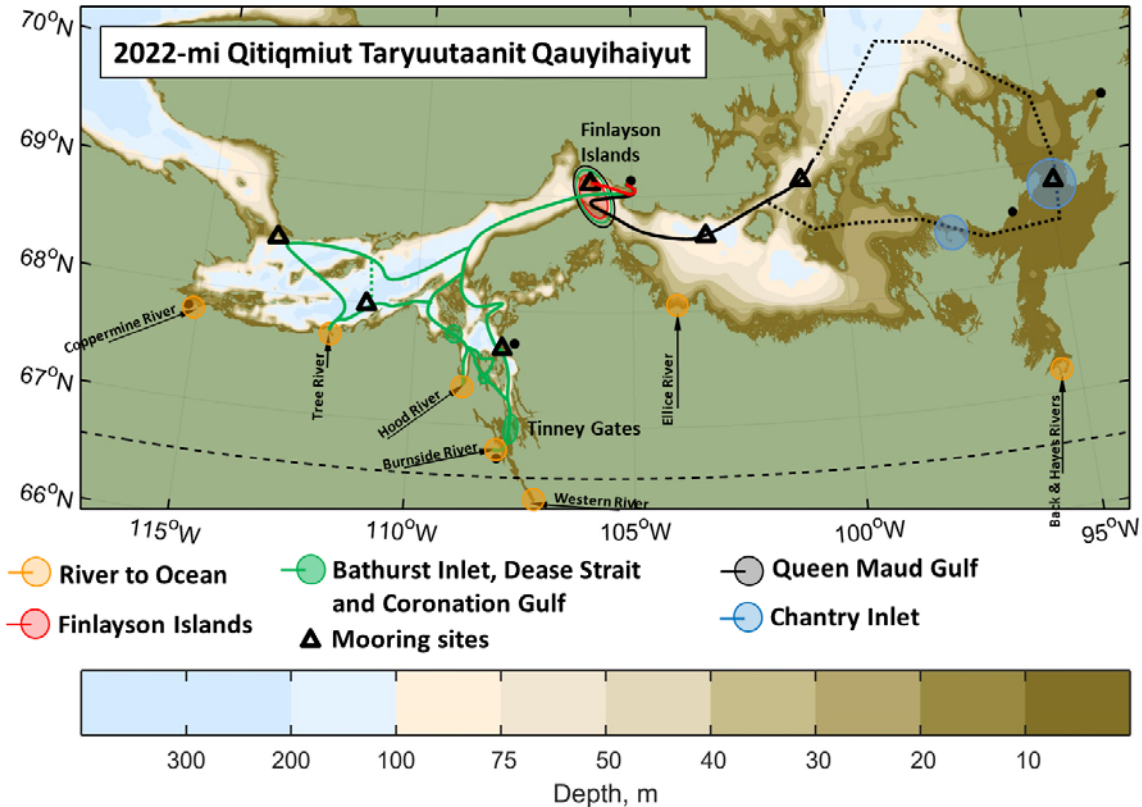 2022-mi Qitiqmiut Taryuutaanit Qauyihaiyut
70°N
69°N
68°N
67°N
66°N
Finlayson
Islands
Coppermine River
Tree River
Hood River
Burnside River
Tinney Gates
Western River
Ellice River
Back & Hayes Rivers
115°W
110°W
105°W
100°W
95°W
River to Ocean
Finlayson Islands
Bathurst Inlet, Dease Strait
and Coronation Gulf
Mooring sites
Queen Maud Gulf
Chantry Inlet
300 200 100 75 50 40 30 20 10
Depth, m